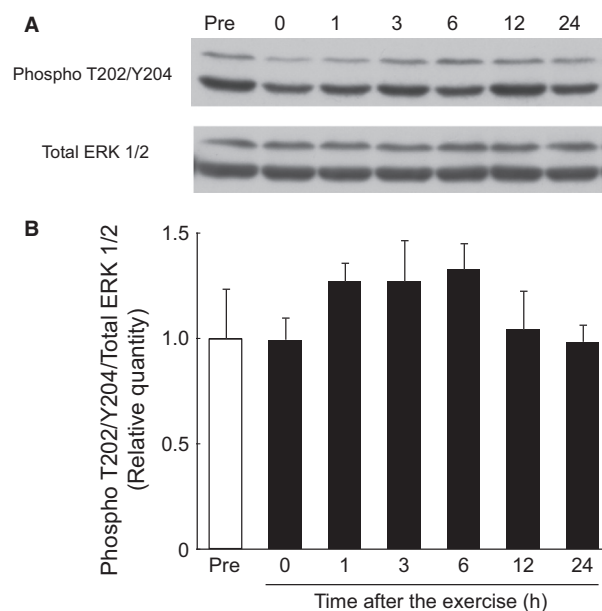 A
Pre 0 1 3 6 12 24
Phospho T202/Y204
Total ERK 1/2
B
Phospho T202/Y204/Total ERK 1/2
(Relative quantity)
1.5
1.0
0.5
0
Pre 0 1 3 6 12 24
Time after the exercise (h)